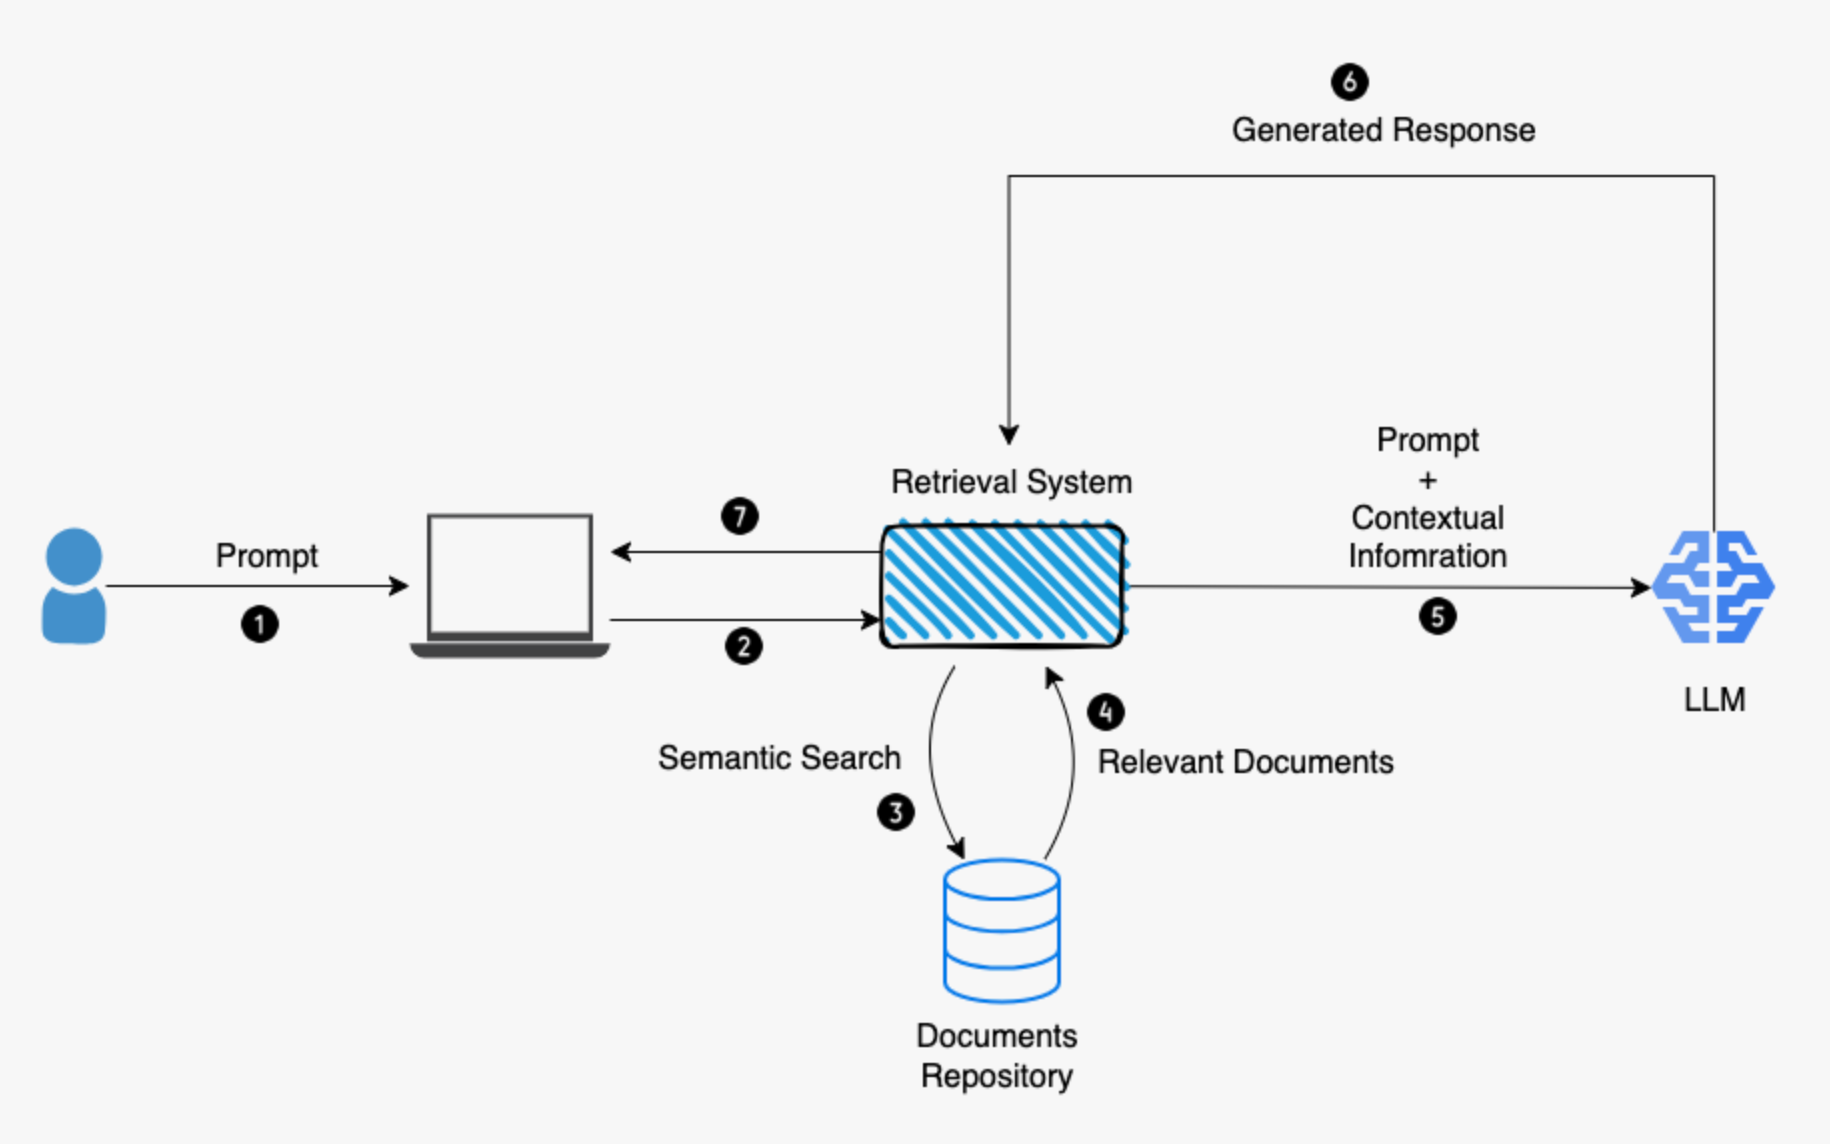 6
Generated Response
Prompt
+
Contextual
Infomration
5
Retrieval System
7
Prompt
1
2
LLM
4
Semantic Search
Relevant Documents
3
Documents
Repository